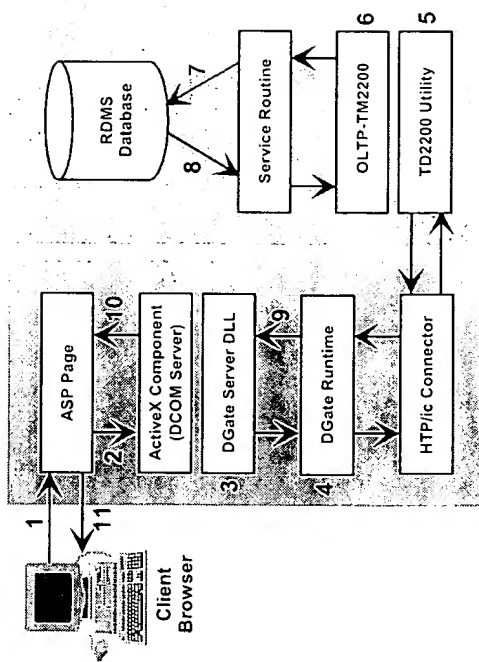 Client
Browser
1
11
ASP Page
2
10
ActiveX Component
(DCOM Server)
3
DGate Server DLL
9
4
DGate Runtime
HTP/ic Connector
RDMS
Database
8
7
Service Routine
OLTP-TM2200
6
TD2200 Utility
5